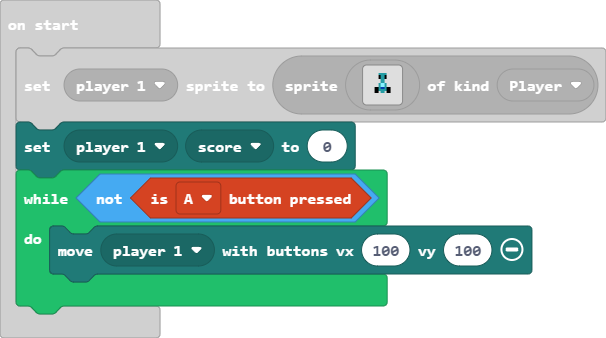 on start
set player 1 sprite to sprite of kind Player
set player 1 score to 0
while not is A button pressed
do move player 1 with buttons vx 100 vy 100